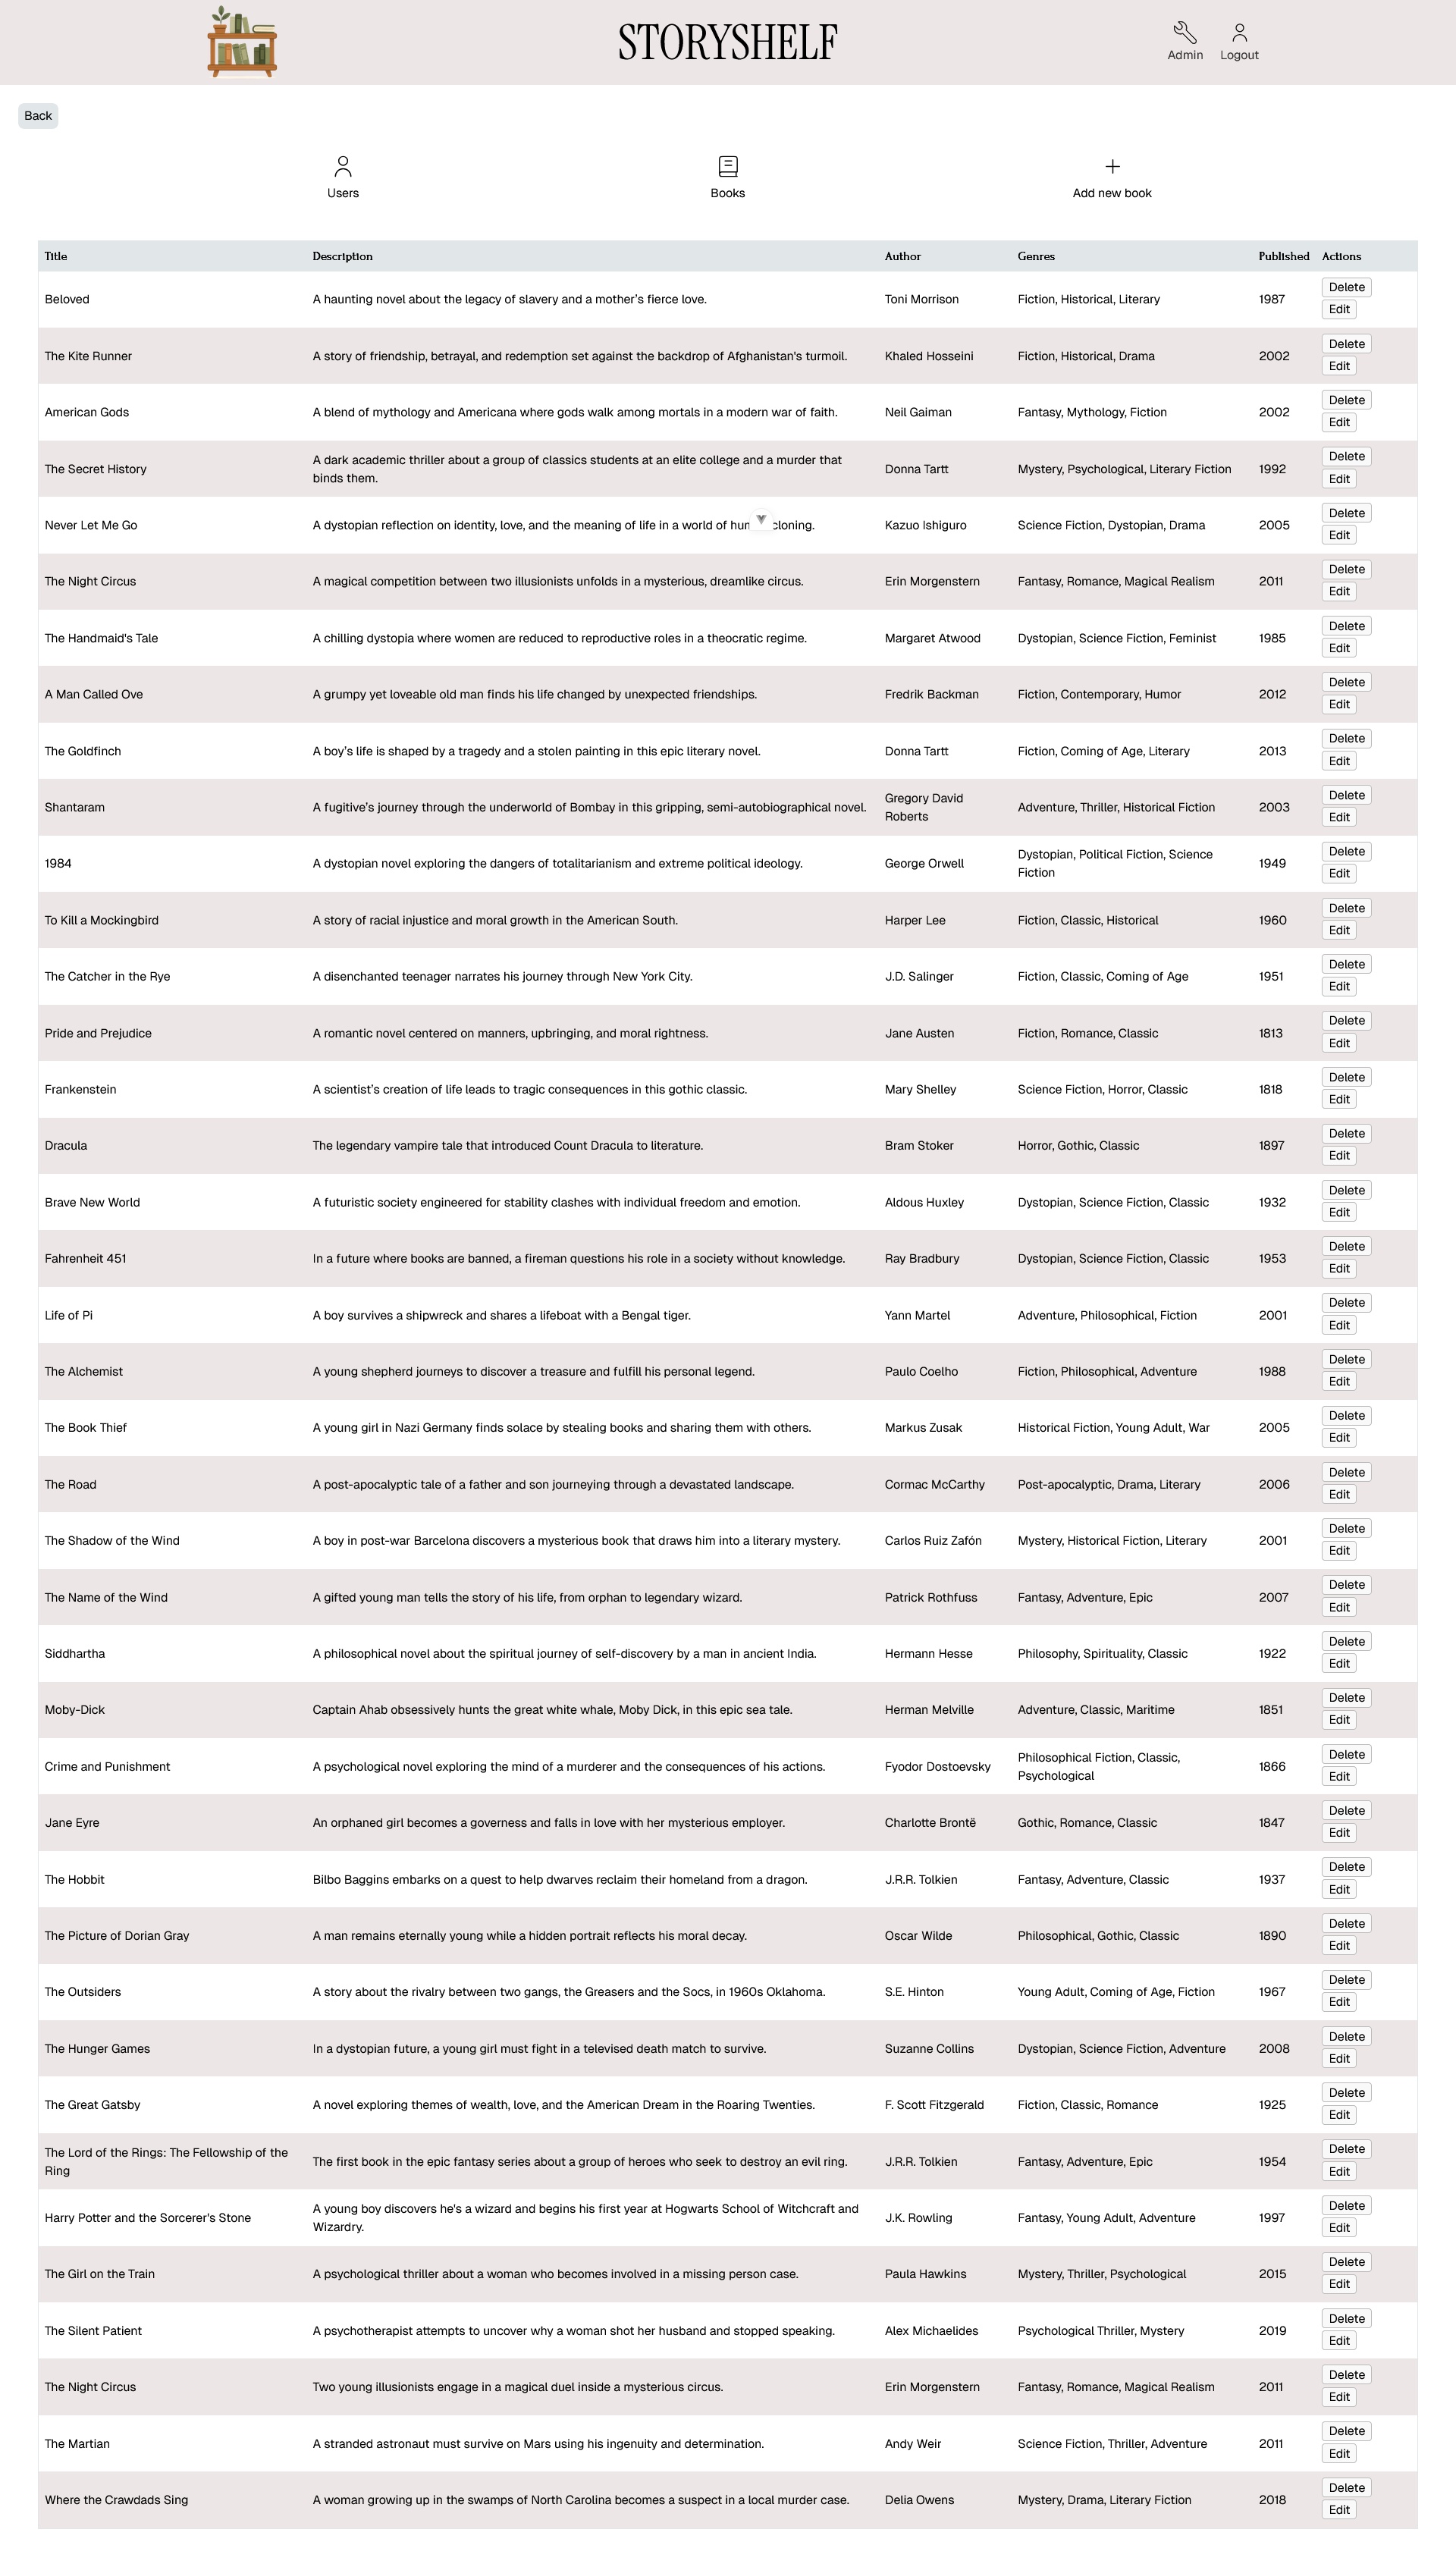 STORYSHELF
Admin
Logout
Back
Users
Books
Add new book
Title Description Author Genres Published Actions
Beloved A haunting novel about the legacy of slavery and a mother’s fierce love. Toni Morrison Fiction, Historical, Literary 1987 Delete
Edit
The Kite Runner A story of friendship, betrayal, and redemption set against the backdrop of Afghanistan's turmoil. Khaled Hosseini Fiction, Historical, Drama 2002 Delete
Edit
American Gods A blend of mythology and Americana where gods walk among mortals in a modern war of faith. Neil Gaiman Fantasy, Mythology, Fiction 2002 Delete
Edit
The Secret History A dark academic thriller about a group of classics students at an elite college and a murder that
binds them. Donna Tartt Mystery, Psychological, Literary Fiction 1992 Delete
Edit
Never Let Me Go A dystopian reflection on identity, love, and the meaning of life in a world of cloning. Kazuo Ishiguro Science Fiction, Dystopian, Drama 2005 Delete
Edit
The Night Circus A magical competition between two illusionists unfolds in a mysterious, dreamlike circus. Erin Morgenstern Fantasy, Romance, Magical Realism 2011 Delete
Edit
The Handmaid's Tale A chilling dystopia where women are reduced to reproductive roles in a theocratic regime. Margaret Atwood Dystopian, Science Fiction, Feminist 1985 Delete
Edit
A Man Called Ove A grumpy yet loveable old man finds his life changed by unexpected friendships. Fredrik Backman Fiction, Contemporary, Humor 2012 Delete
Edit
The Goldfinch A boy’s life is shaped by a tragedy and a stolen painting in this epic literary novel. Donna Tartt Fiction, Coming of Age, Literary 2013 Delete
Edit
Shantaram A fugitive’s journey through the underworld of Bombay in this gripping, semi-autobiographical novel. Gregory David
Roberts Adventure, Thriller, Historical Fiction 2003 Delete
Edit
1984 A dystopian novel exploring the dangers of totalitarianism and extreme political ideology. George Orwell Dystopian, Political Fiction, Science
Fiction 1949 Delete
Edit
To Kill a Mockingbird A story of racial injustice and moral growth in the American South. Harper Lee Fiction, Classic, Historical 1960 Delete
Edit
The Catcher in the Rye A disenchanted teenager narrates his journey through New York City. J.D. Salinger Fiction, Classic, Coming of Age 1951 Delete
Edit
Pride and Prejudice A romantic novel centered on manners, upbringing, and moral rightness. Jane Austen Fiction, Romance, Classic 1813 Delete
Edit
Frankenstein A scientist’s creation of life leads to tragic consequences in this gothic classic. Mary Shelley Science Fiction, Horror, Classic 1818 Delete
Edit
Dracula The legendary vampire tale that introduced Count Dracula to literature. Bram Stoker Horror, Gothic, Classic 1897 Delete
Edit
Brave New World A futuristic society engineered for stability clashes with individual freedom and emotion. Aldous Huxley Dystopian, Science Fiction, Classic 1932 Delete
Edit
Fahrenheit 451 In a future where books are banned, a fireman questions his role in a society without knowledge. Ray Bradbury Dystopian, Science Fiction, Classic 1953 Delete
Edit
Life of Pi A boy survives a shipwreck and shares a lifeboat with a Bengal tiger. Yann Martel Adventure, Philosophical, Fiction 2001 Delete
Edit
The Alchemist A young shepherd journeys to discover a treasure and fulfill his personal legend. Paulo Coelho Fiction, Philosophical, Adventure 1988 Delete
Edit
The Book Thief A young girl in Nazi Germany finds solace by stealing books and sharing them with others. Markus Zusak Historical Fiction, Young Adult, War 2005 Delete
Edit
The Road A post-apocalyptic tale of a father and son journeying through a devastated landscape. Cormac McCarthy Post-apocalyptic, Drama, Literary 2006 Delete
Edit
The Shadow of the Wind A boy in post-war Barcelona discovers a mysterious book that draws him into a literary mystery. Carlos Ruiz Zafón Mystery, Historical Fiction, Literary 2001 Delete
Edit
The Name of the Wind A gifted young man tells the story of his life, from orphan to legendary wizard. Patrick Rothfuss Fantasy, Adventure, Epic 2007 Delete
Edit
Siddhartha A philosophical novel about the spiritual journey of self-discovery by a man in ancient India. Hermann Hesse Philosophy, Spirituality, Classic 1922 Delete
Edit
Moby-Dick Captain Ahab obsessively hunts the great white whale, Moby Dick, in this epic sea tale. Herman Melville Adventure, Classic, Maritime 1851 Delete
Edit
Crime and Punishment A psychological novel exploring the mind of a murderer and the consequences of his actions. Fyodor Dostoevsky Philosophical Fiction, Classic,
Psychological 1866 Delete
Edit
Jane Eyre An orphaned girl becomes a governess and falls in love with her mysterious employer. Charlotte Brontë Gothic, Romance, Classic 1847 Delete
Edit
The Hobbit Bilbo Baggins embarks on a quest to help dwarves reclaim their homeland from a dragon. J.R.R. Tolkien Fantasy, Adventure, Classic 1937 Delete
Edit
The Picture of Dorian Gray A man remains eternally young while a hidden portrait reflects his moral decay. Oscar Wilde Philosophical, Gothic, Classic 1890 Delete
Edit
The Outsiders A story about the rivalry between two gangs, the Greasers and the Socs, in 1960s Oklahoma. S.E. Hinton Young Adult, Coming of Age, Fiction 1967 Delete
Edit
The Hunger Games In a dystopian future, a young girl must fight in a televised death match to survive. Suzanne Collins Dystopian, Science Fiction, Adventure 2008 Delete
Edit
The Great Gatsby A novel exploring themes of wealth, love, and the American Dream in the Roaring Twenties. F. Scott Fitzgerald Fiction, Classic, Romance 1925 Delete
Edit
The Lord of the Rings: The Fellowship of the
Ring The first book in the epic fantasy series about a group of heroes who seek to destroy an evil ring. J.R.R. Tolkien Fantasy, Adventure, Epic 1954 Delete
Edit
Harry Potter and the Sorcerer's Stone A young boy discovers he's a wizard and begins his first year at Hogwarts School of Witchcraft and
Wizardry. J.K. Rowling Fantasy, Young Adult, Adventure 1997 Delete
Edit
The Girl on the Train A psychological thriller about a woman who becomes involved in a missing person case. Paula Hawkins Mystery, Thriller, Psychological 2015 Delete
Edit
The Silent Patient A psychotherapist attempts to uncover why a woman shot her husband and stopped speaking. Alex Michaelides Psychological Thriller, Mystery 2019 Delete
Edit
The Night Circus Two young illusionists engage in a magical duel inside a mysterious circus. Erin Morgenstern Fantasy, Romance, Magical Realism 2011 Delete
Edit
The Martian A stranded astronaut must survive on Mars using his ingenuity and determination. Andy Weir Science Fiction, Thriller, Adventure 2011 Delete
Edit
Where the Crawdads Sing A woman growing up in the swamps of North Carolina becomes a suspect in a local murder case. Delia Owens Mystery, Drama, Literary Fiction 2018 Delete
Edit